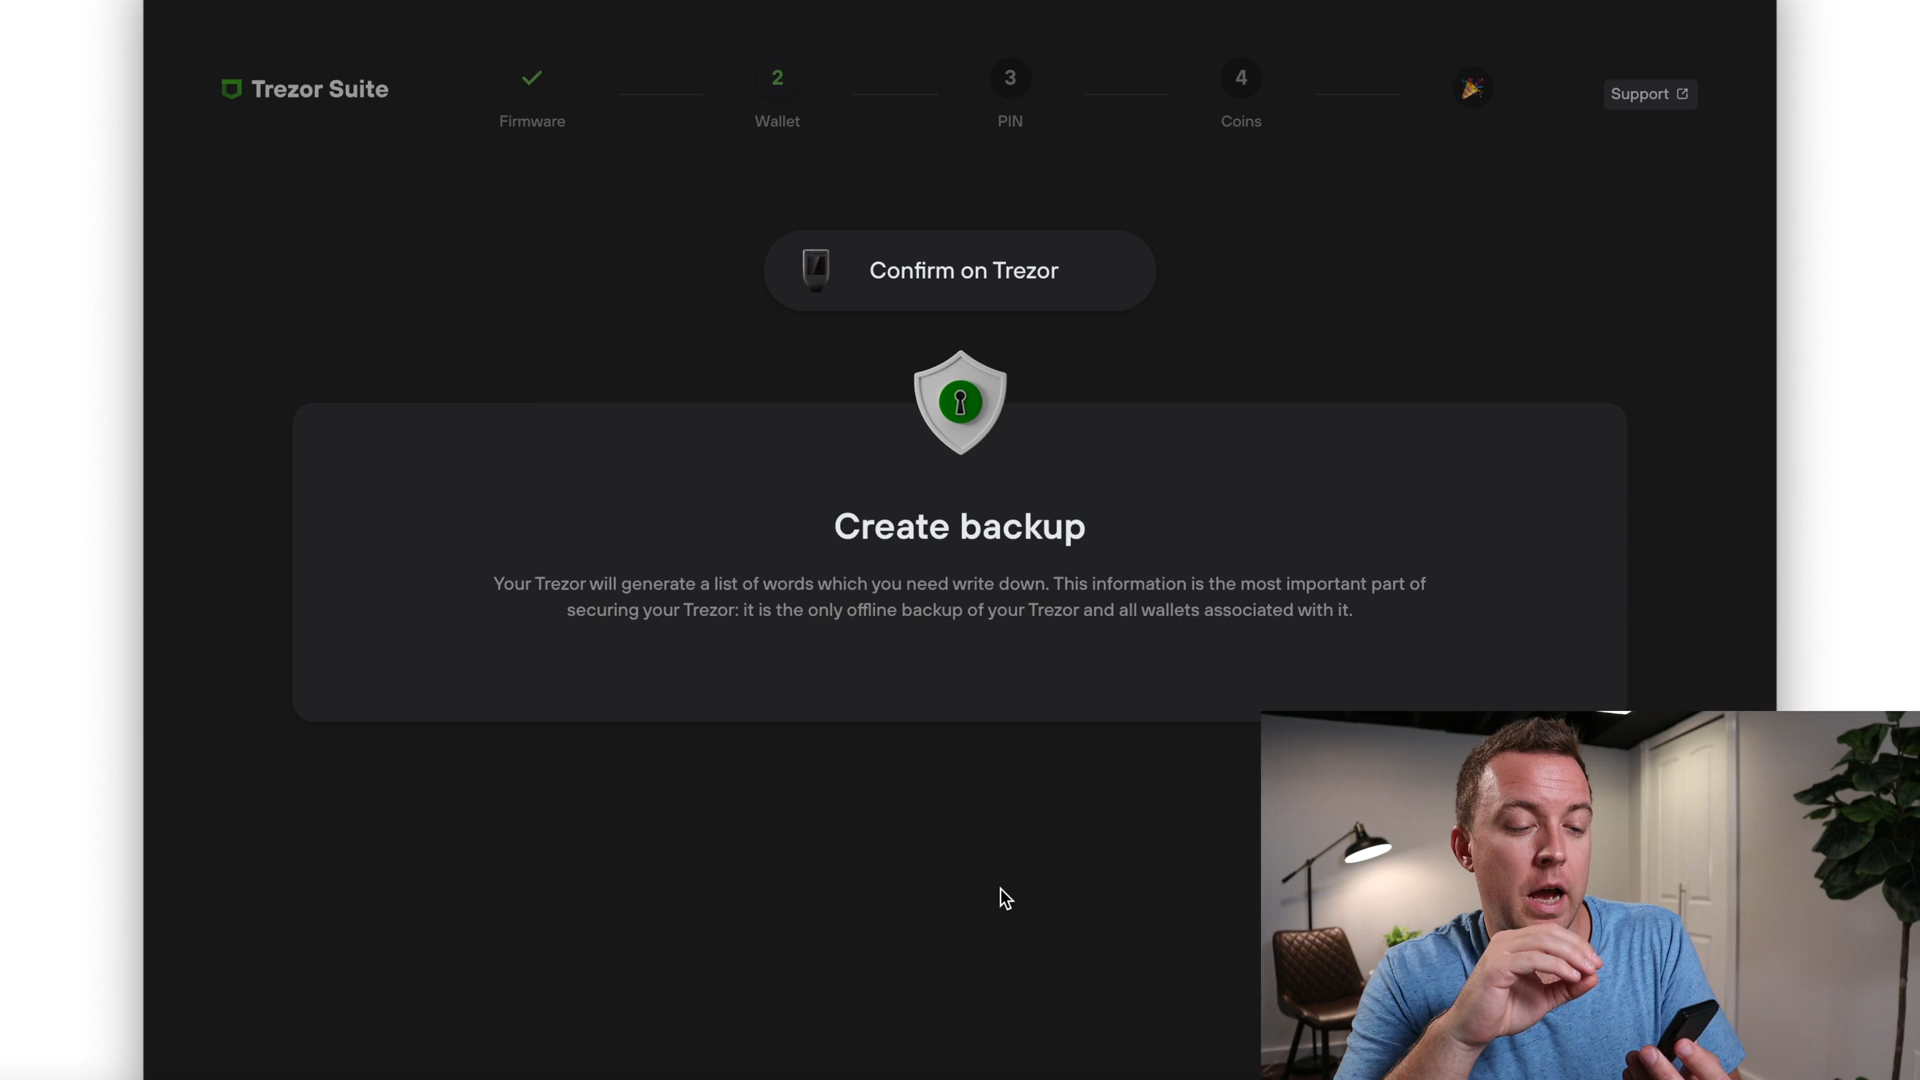 Trezor Suite
2
3
4
Support
Firmware
Wallet
PIN
Coins
Confirm on Trezor
Create backup
Your Trezor will generate a list of words which you need write down. This information is the most important part of
securing your Trezor: it is the only offline backup of your Trezor and all wallets associated with it.